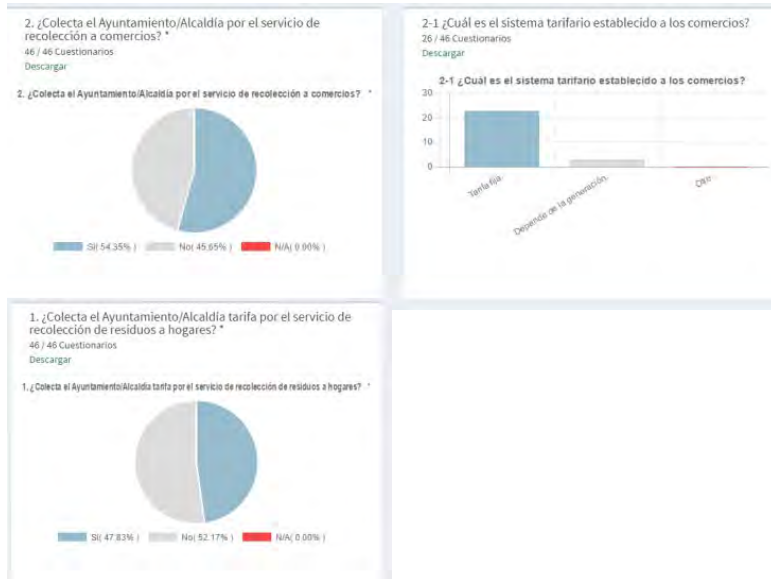 2. ¿Colecta el Ayuntamiento/Alcaldía por el servicio de
recolección a comercios? *
46 / 46 Cuestionarios
Descargar
2. ¿Colecta el Ayuntamiento/Alcaldía por el servicio de recolección a comercios? *
Si( 54.35% )
No( 45.65% )
N/A( 0.00% )
2-1 ¿Cuál es el sistema tarifario establecido a los comercios?
26 / 46 Cuestionarios
Descargar
2-1 ¿Cuál es el sistema tarifario establecido a los comercios?
30
20
10
0
Tarifa fija.
Depende de la generación.
Otro.
1. ¿Colecta el Ayuntamiento/Alcaldía tarifa por el servicio de
recolección de residuos a hogares? *
46 / 46 Cuestionarios
Descargar
1. ¿Colecta el Ayuntamiento/Alcaldía tarifa por el servicio de recolección de residuos a hogares? *
Si( 47.83% )
No( 52.17% )
N/A( 0.00% )